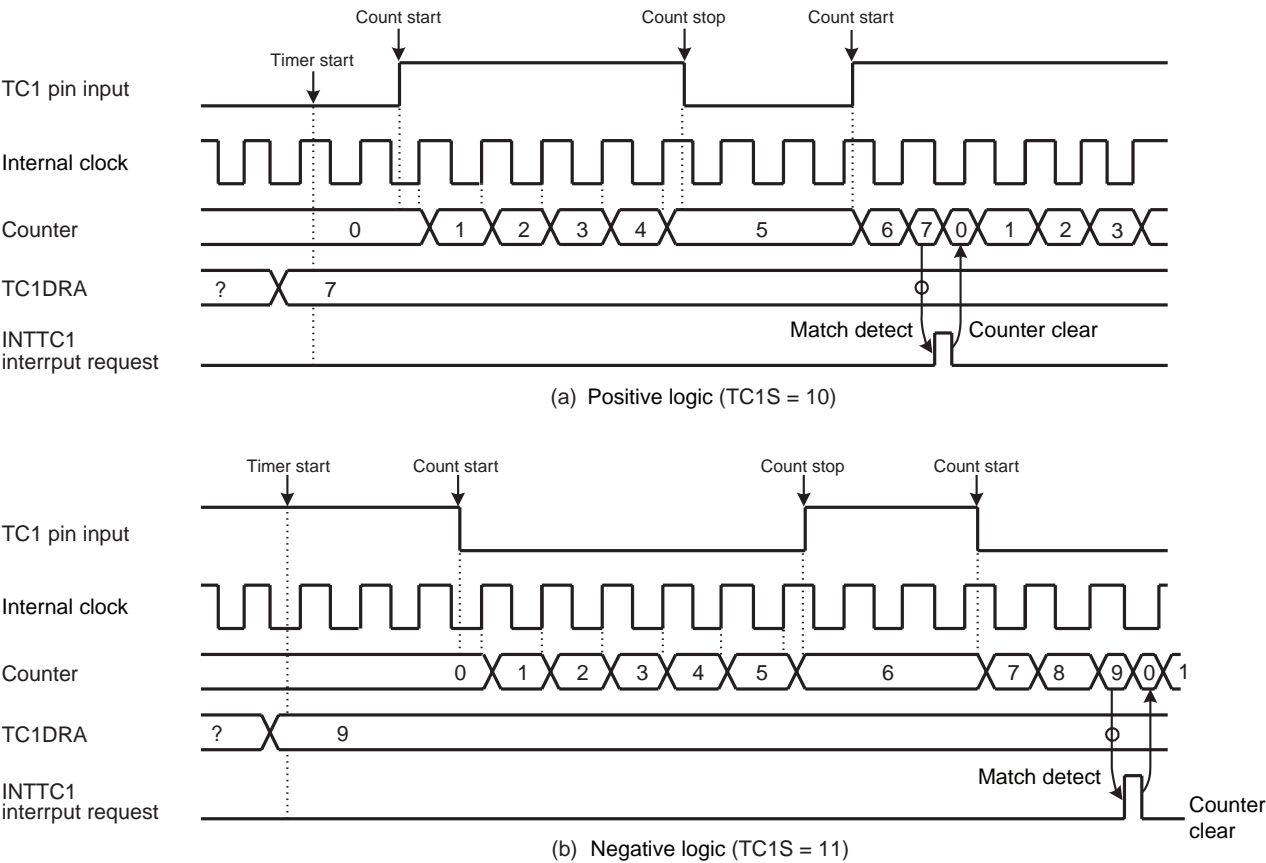 Count start Count stop Count start
Timer start
TC1 pin input
Internal clock
Counter 0 1 2 3 4 5 6 7 0 1 2 3
TC1DRA ? 7
Match detect Counter clear
INTTC1
interrput request
(a) Positive logic (TC1S = 10)
Timer start Count start Count stop Count start
TC1 pin input
Internal clock
Counter 0 1 2 3 4 5 6 7 8 9 0 1
TC1DRA ? 9
Match detect
INTTC1
interrput request
Counter
clear
(b) Negative logic (TC1S = 11)